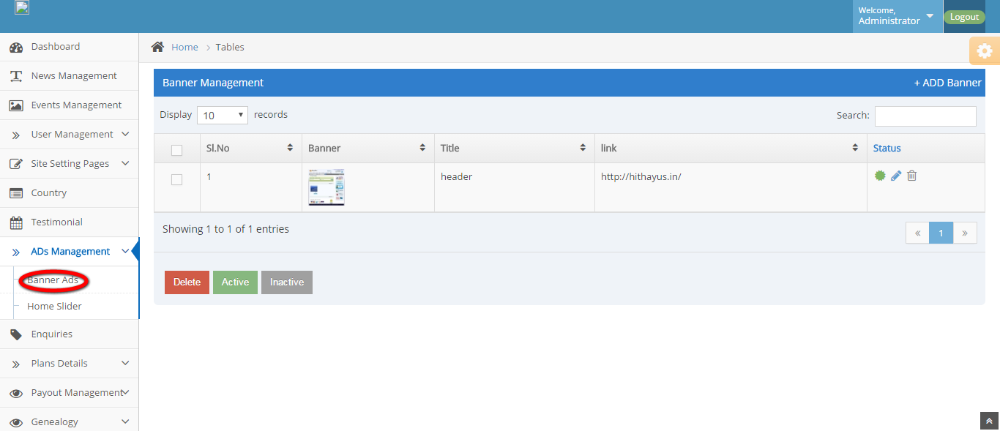 Welcome,
Administrator
Logout
Dashboard
News Management
Events Management
User Management
Site Setting Pages
Country
Testimonial
ADs Management
Banner Ads
Home Slider
Enquiries
Plans Details
Payout Management
Genealogy
Home > Tables
Banner Management
+ ADD Banner
Display 10 records
Search:
Sl.No Banner Title link Status
1 header http://hithayus.in/
Showing 1 to 1 of 1 entries
« 1 »
Delete Active Inactive